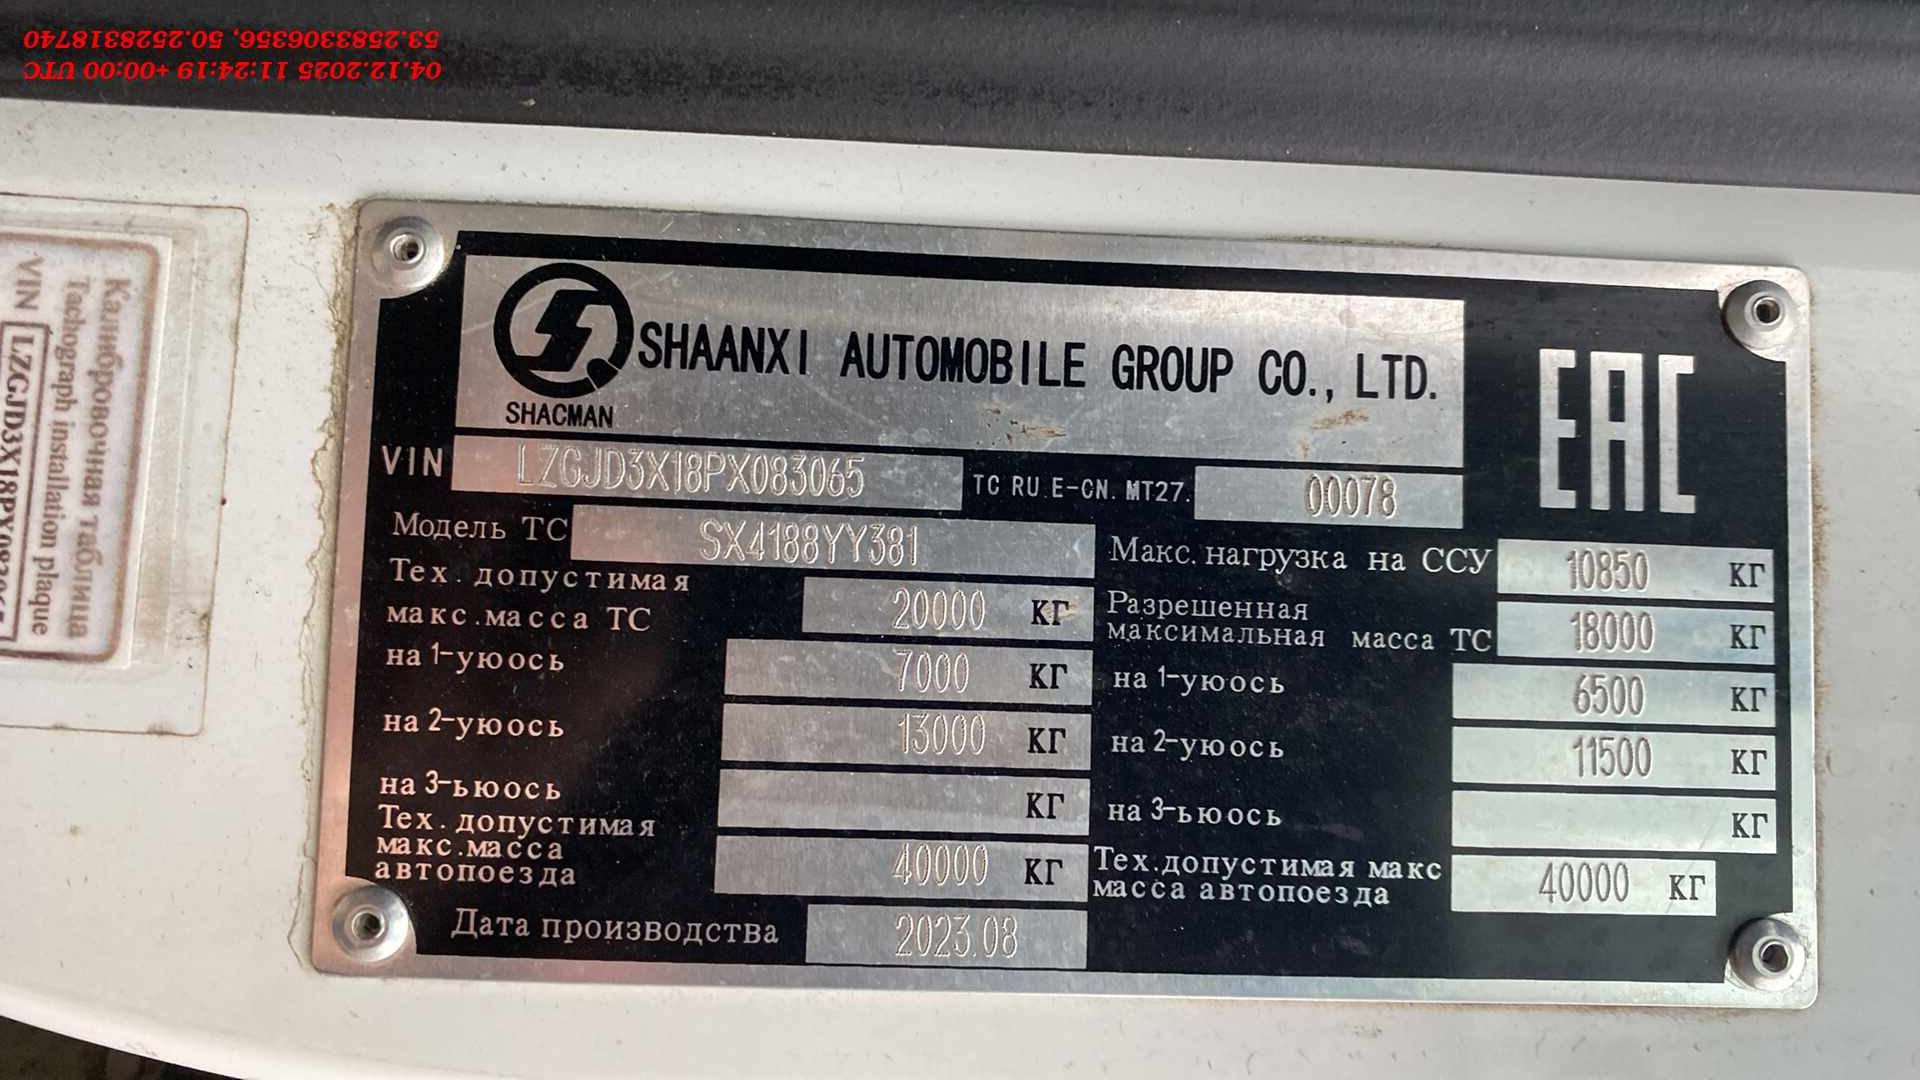 04.12.2025 11:24:19 +00:00 UTC
53.2583306356, 50.2528318740
Калибровочная таблица
Tachograph installation plaque
VIN LZGJD3X18PX083065
SHAANXI AUTOMOBILE GROUP CO., LTD.
SHACMAN
EAC
VIN LZGJD3X18PX083065 TC RU E-CN.MT27. 00078
Модель ТС SX4188YY381
Тех. допустимая
макс.масса ТС 20000 КГ
на 1-уюось 7000 КГ
на 2-уюось 13000 КГ
на 3-ьюось КГ
Тех. допустимая
макс.масса
автопоезда 40000 КГ
Дата производства 2023.08
Макс. нагрузка на ССУ 10850 КГ
Разрешенная
максимальная масса ТС 18000 КГ
на 1-уюось 6500 КГ
на 2-уюось 11500 КГ
на 3-ьюось КГ
Тех.допустимая макс
масса автопоезда 40000 КГ